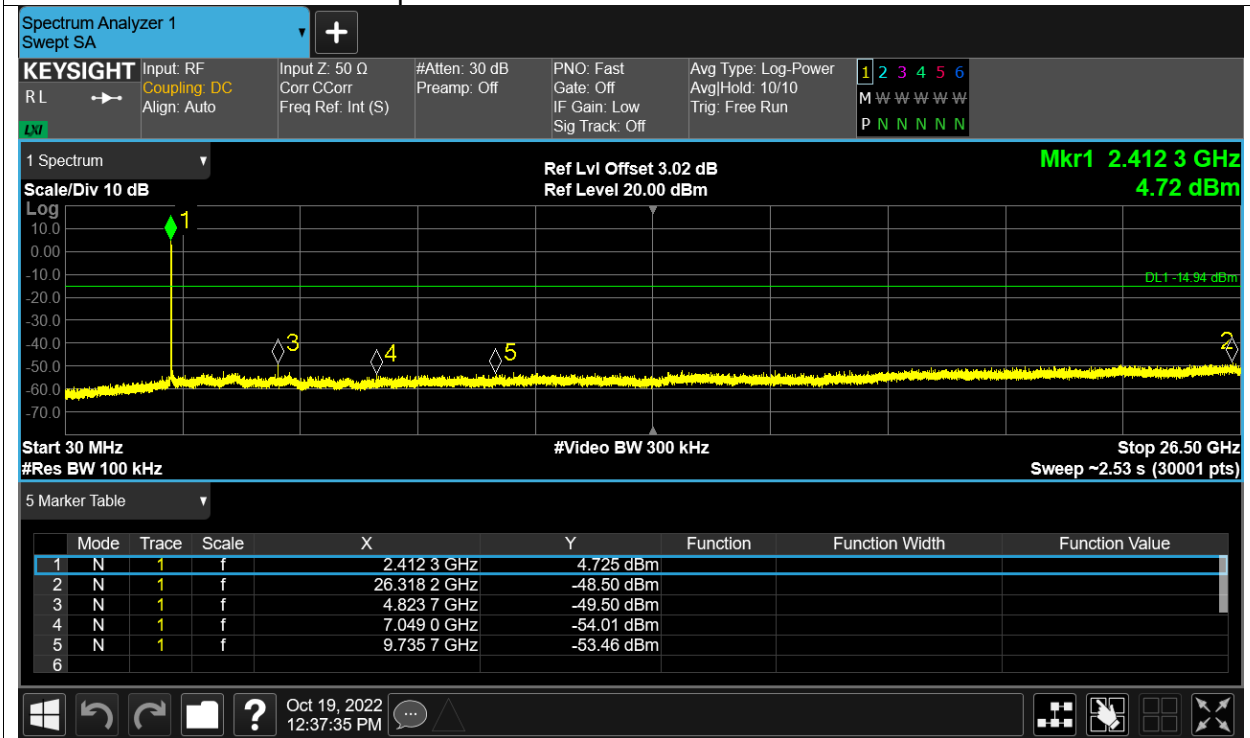 Spectrum Analyzer 1
Swept SA
KEYSIGHT Input: RF Input Z: 50 Ω #Atten: 30 dB PNO: Fast Avg Type: Log-Power 1 2 3 4 5 6
RL Coupling: DC Corr CCorr Preamp: Off Gate: Off Avg|Hold: 10/10 M W W W W W W
Align: Auto Freq Ref: Int (S) IF Gain: Low Trig: Free Run
LXI Sig Track: Off P N N N N N N
1 Spectrum Ref Lvl Offset 3.02 dB Mkr1 2.412 3 GHz
Scale/Div 10 dB Ref Level 20.00 dBm 4.72 dBm
Log
10.0 1
0.00
-10.0 DL1 -14.94 dBm
-20.0
-30.0
-40.0 3 4 5 2
-50.0
-60.0
-70.0
Start 30 MHz #Video BW 300 kHz Stop 26.50 GHz
#Res BW 100 kHz Sweep ~2.53 s (30001 pts)
5 Marker Table
Mode Trace Scale X Y Function Function Width Function Value
1 N 1 f 2.412 3 GHz 4.725 dBm
2 N 1 f 26.318 2 GHz -48.50 dBm
3 N 1 f 4.823 7 GHz -49.50 dBm
4 N 1 f 7.049 0 GHz -54.01 dBm
5 N 1 f 9.735 7 GHz -53.46 dBm
6
? Oct 19, 2022
12:37:35 PM